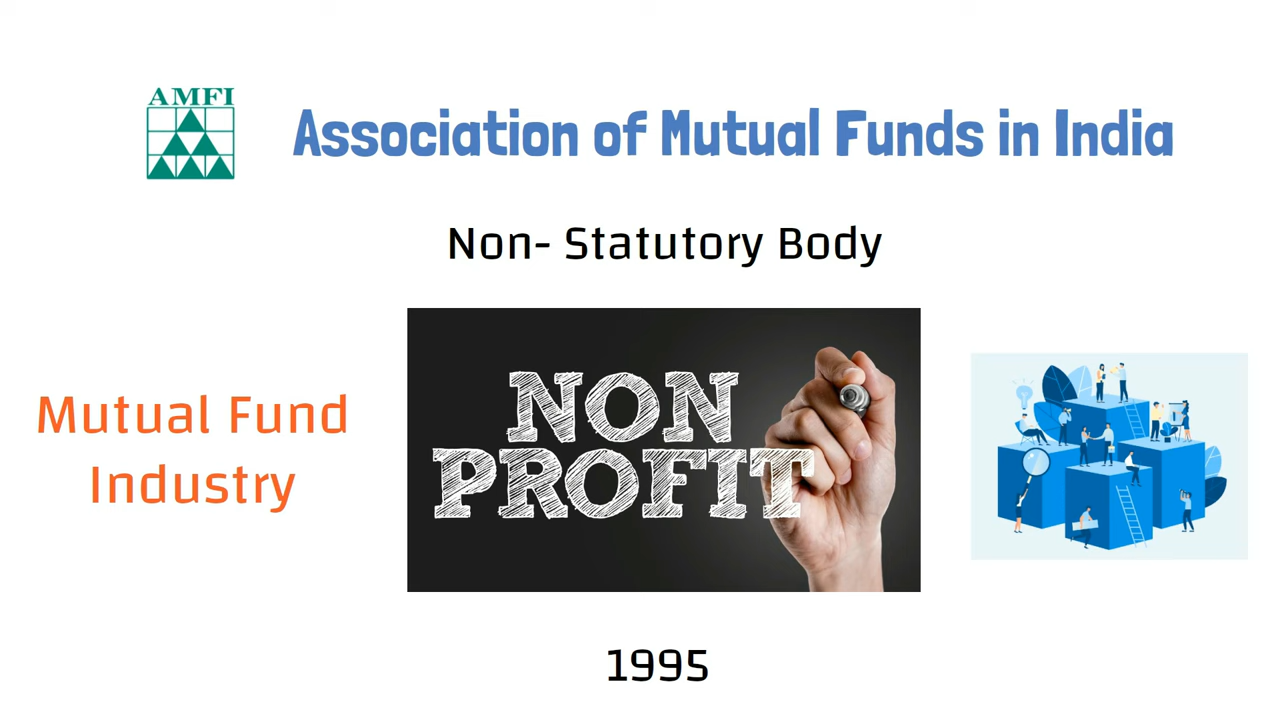 AMFI
Association of Mutual Funds in India
Non- Statutory Body
Mutual Fund
Industry
NON
PROFIT
1995